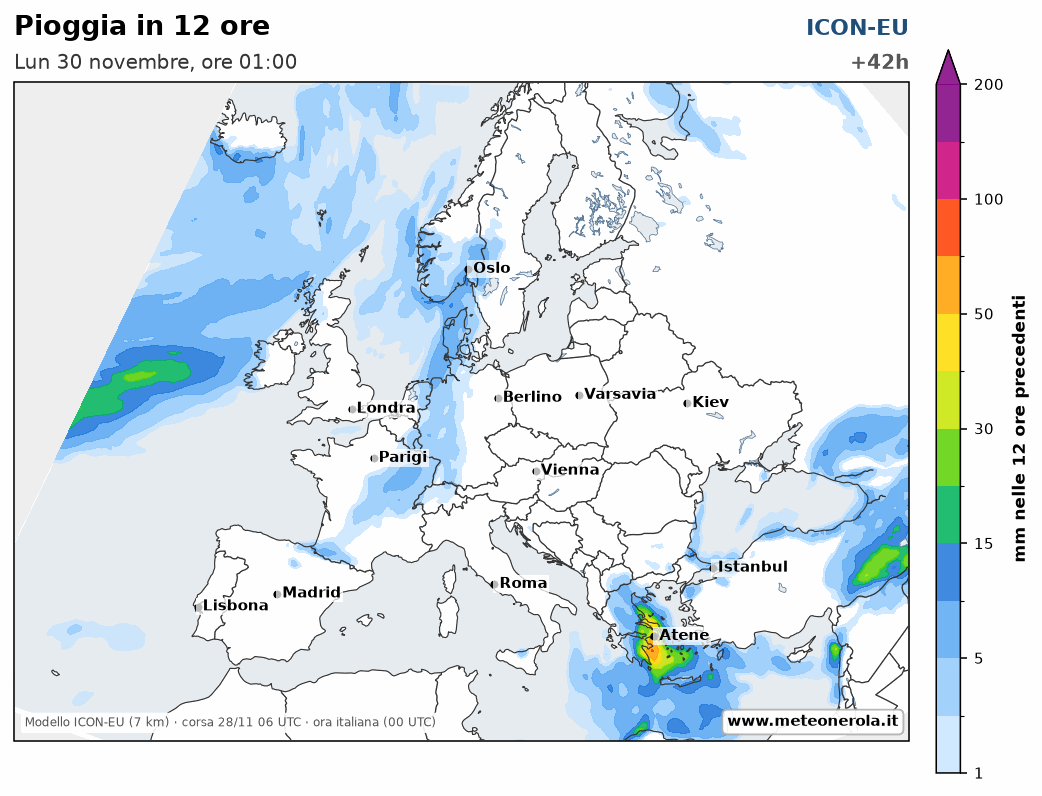 Pioggia in 12 ore
ICON-EU
Lun 30 novembre, ore 01:00
+42h
200
100
50
30
15
5
1
mm nelle 12 ore precedenti
Oslo
Berlino
Varsavia
Kiev
Londra
Parigi
Vienna
Istanbul
Roma
Madrid
Lisbona
Atene
Modello ICON-EU (7 km) · corsa 28/11 06 UTC · ora italiana (00 UTC)
www.meteonerola.it